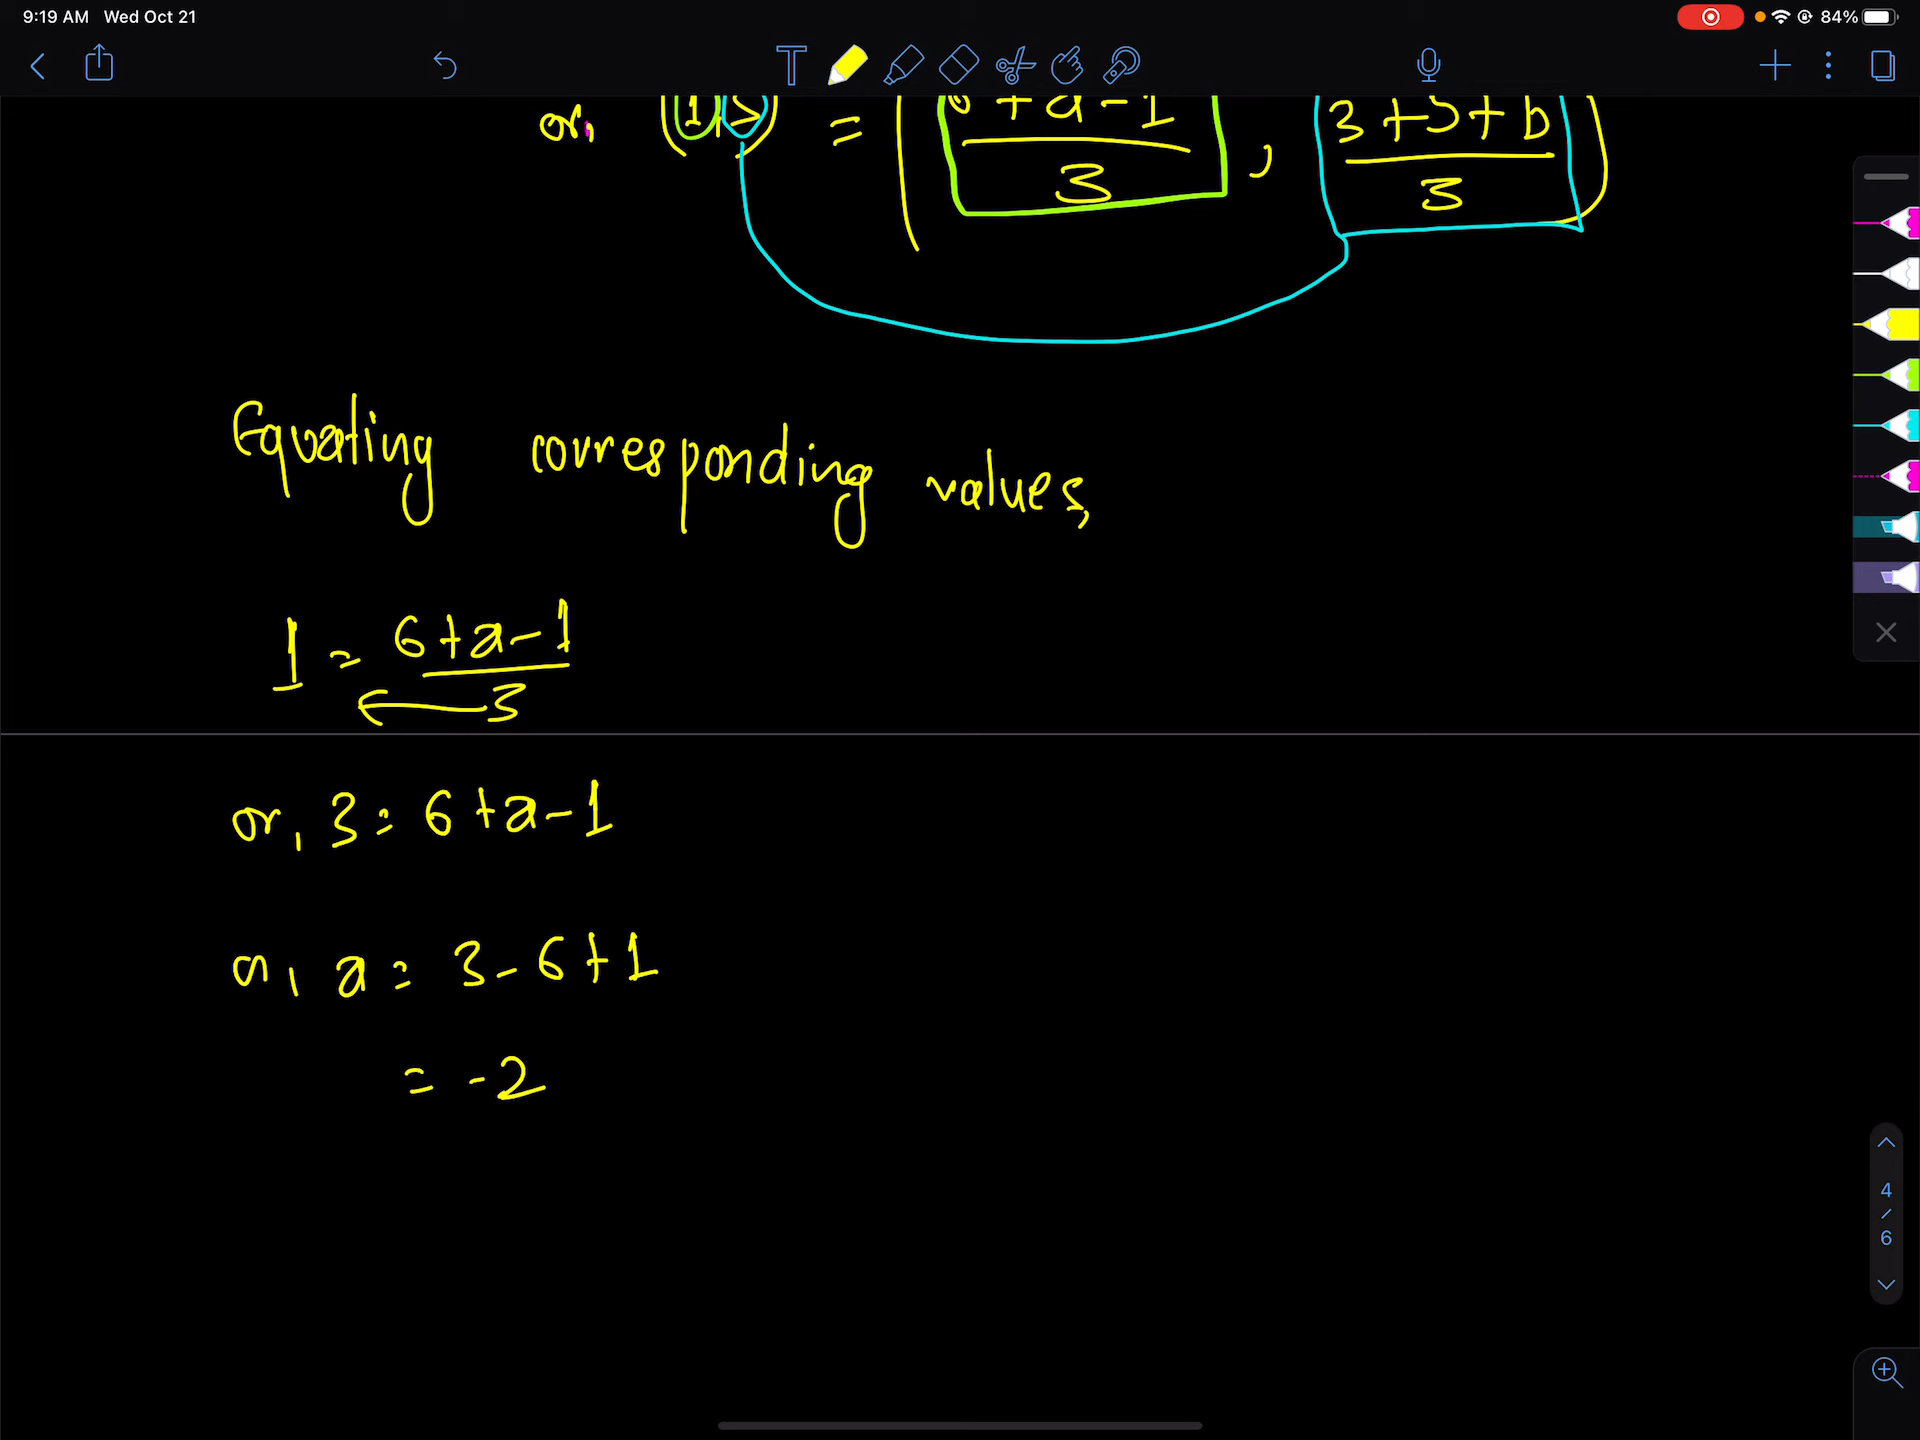 9:19 AM Wed Oct 21
84%
or, (1, 5) = ( 6 + a - 1 / 3 , 3 + 5 + b / 3 )
Equating corresponding values,
1 = 6 + a - 1 / 3
or, 3 = 6 + a - 1
or, a = 3 - 6 + 1
= -2
4
/
6